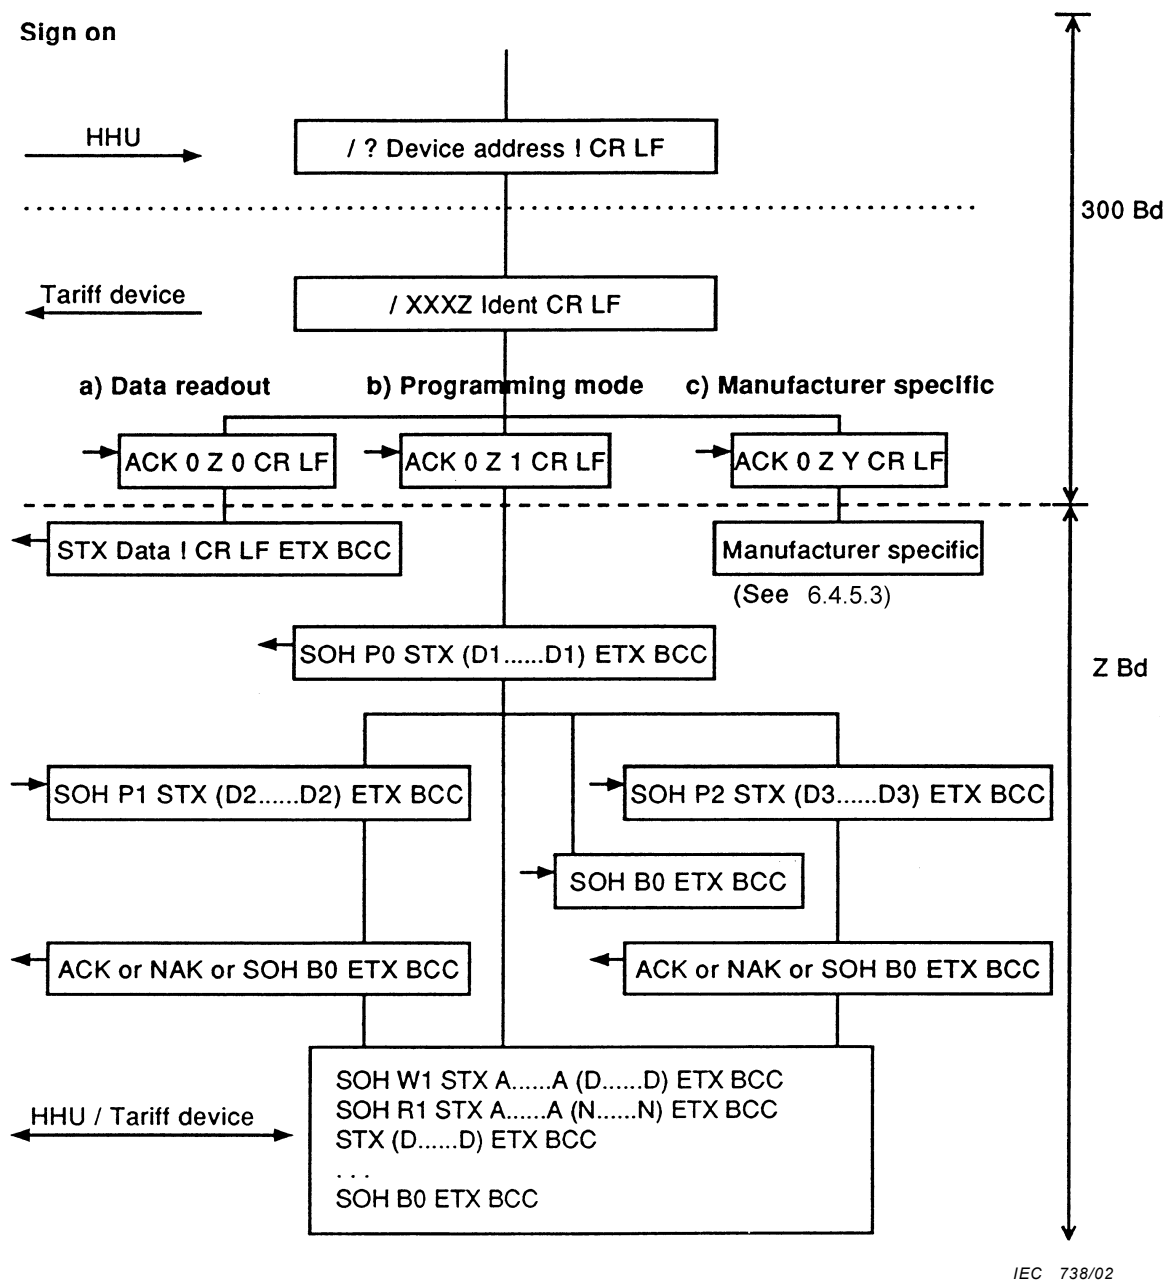 Sign on
HHU
/ ? Device address ! CR LF
300 Bd
Tariff device
/ XXXZ Ident CR LF
a) Data readout
b) Programming mode
c) Manufacturer specific
ACK 0 Z 0 CR LF
ACK 0 Z 1 CR LF
ACK 0 Z Y CR LF
STX Data ! CR LF ETX BCC
Manufacturer specific
(See 6.4.5.3)
SOH P0 STX (D1......D1) ETX BCC
Z Bd
SOH P1 STX (D2......D2) ETX BCC
SOH P2 STX (D3......D3) ETX BCC
SOH B0 ETX BCC
ACK or NAK or SOH B0 ETX BCC
ACK or NAK or SOH B0 ETX BCC
HHU / Tariff device
SOH W1 STX A......A (D......D) ETX BCC
SOH R1 STX A......A (N......N) ETX BCC
STX (D......D) ETX BCC
. . .
SOH B0 ETX BCC
IEC 738/02